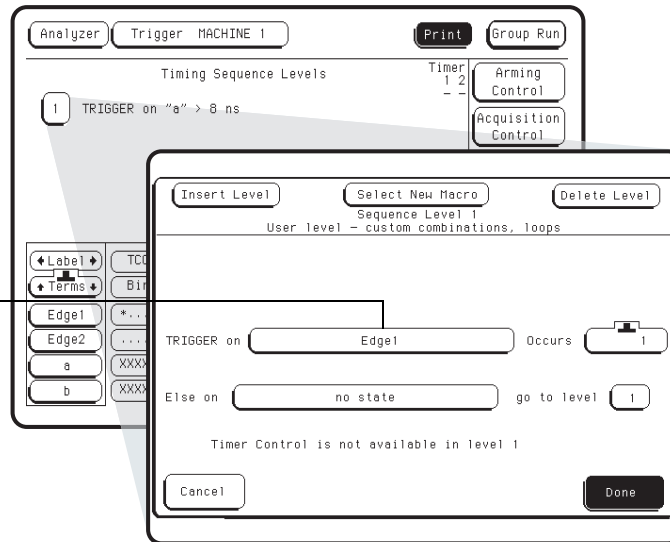 Analyzer Trigger MACHINE 1 Print Group Run
Timing Sequence Levels
Timer
1 2
- -
Arming
Control
1 TRIGGER on "a" > 8 ns
Acquisition
Control
Label
Terms
Edge1 *...
Edge2 ....
a XXXX
b XXXX
Insert Level Select New Macro Delete Level
Sequence Level 1
User level – custom combinations, loops
TRIGGER on Edge1 Occurs 1
Else on no state go to level 1
Timer Control is not available in level 1
Cancel Done